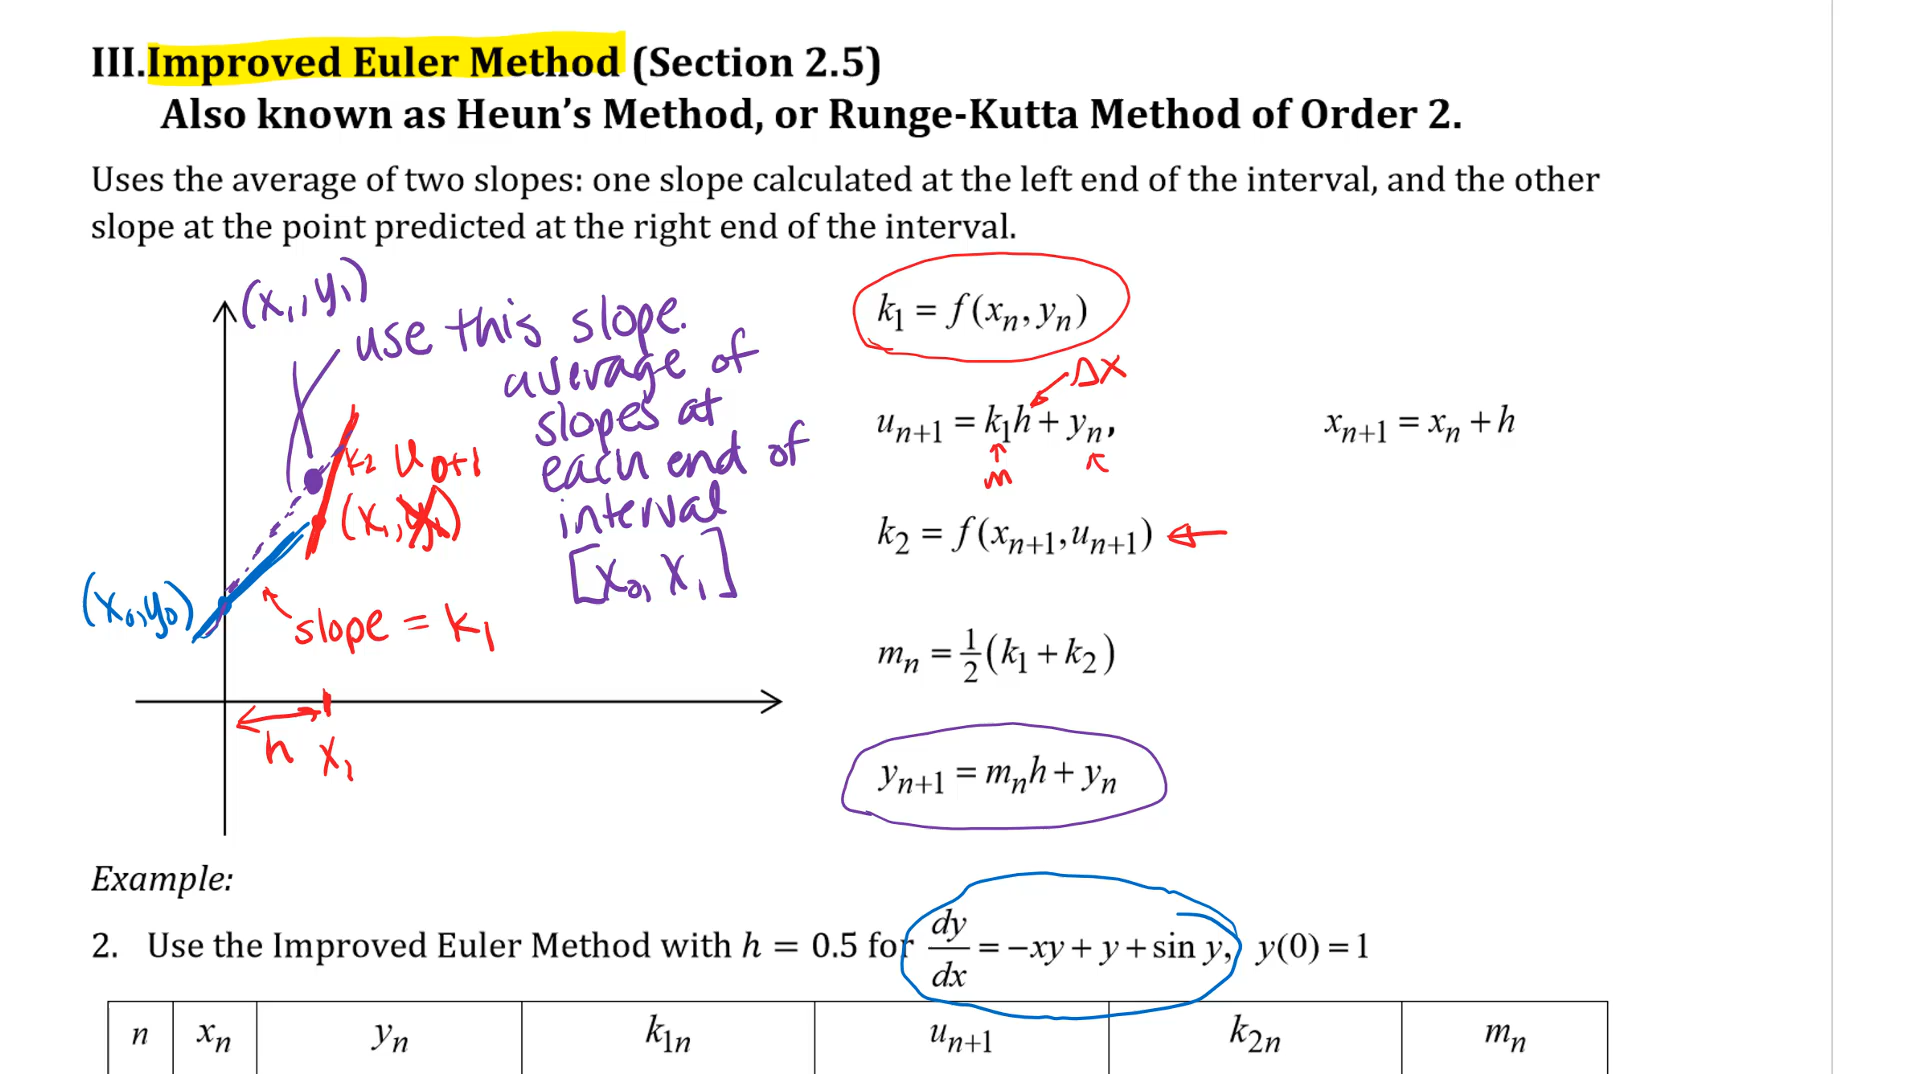 III. Improved Euler Method (Section 2.5)
Also known as Heun's Method, or Runge-Kutta Method of Order 2.
Uses the average of two slopes: one slope calculated at the left end of the interval, and the other
slope at the point predicted at the right end of the interval.
(x₁, y₁)
use this slope.
average of
slopes at
each end of
interval
[x₀, x₁]
k₂ u₀₊₁
(x₁, y₁)
(x₀, y₀)
slope = k₁
h x₁
k₁ = f(xₙ, yₙ)
Δx
uₙ₊₁ = k₁h + yₙ, xₙ₊₁ = xₙ + h
m
k₂ = f(xₙ₊₁, uₙ₊₁)
mₙ = 1/2 (k₁ + k₂)
yₙ₊₁ = mₙh + yₙ
Example:
2. Use the Improved Euler Method with h = 0.5 for dy/dx = −xy + y + sin y, y(0) = 1
n xₙ yₙ k₁ₙ uₙ₊₁ k₂ₙ mₙ